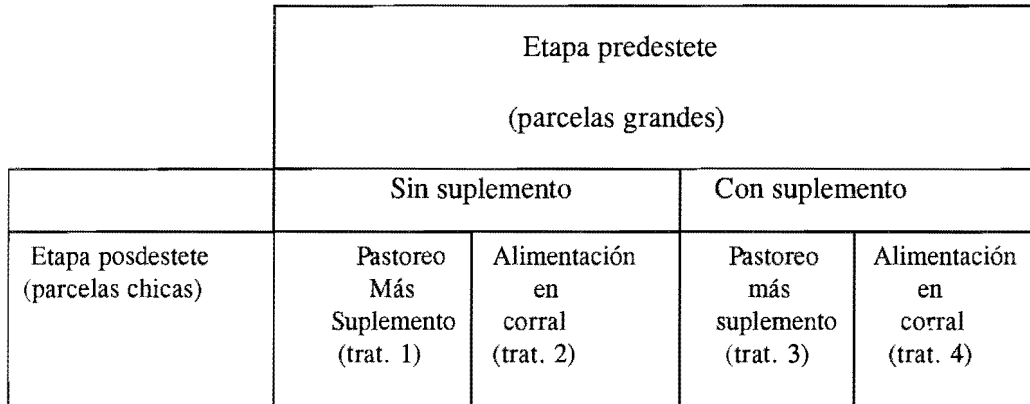 Etapa predestete
(parcelas grandes)
Sin suplemento
Con suplemento
Etapa posdestete
(parcelas chicas)
Pastoreo
Más
Suplemento
(trat. 1)
Alimentación
en
corral
(trat. 2)
Pastoreo
más
suplemento
(trat. 3)
Alimentación
en
corral
(trat. 4)